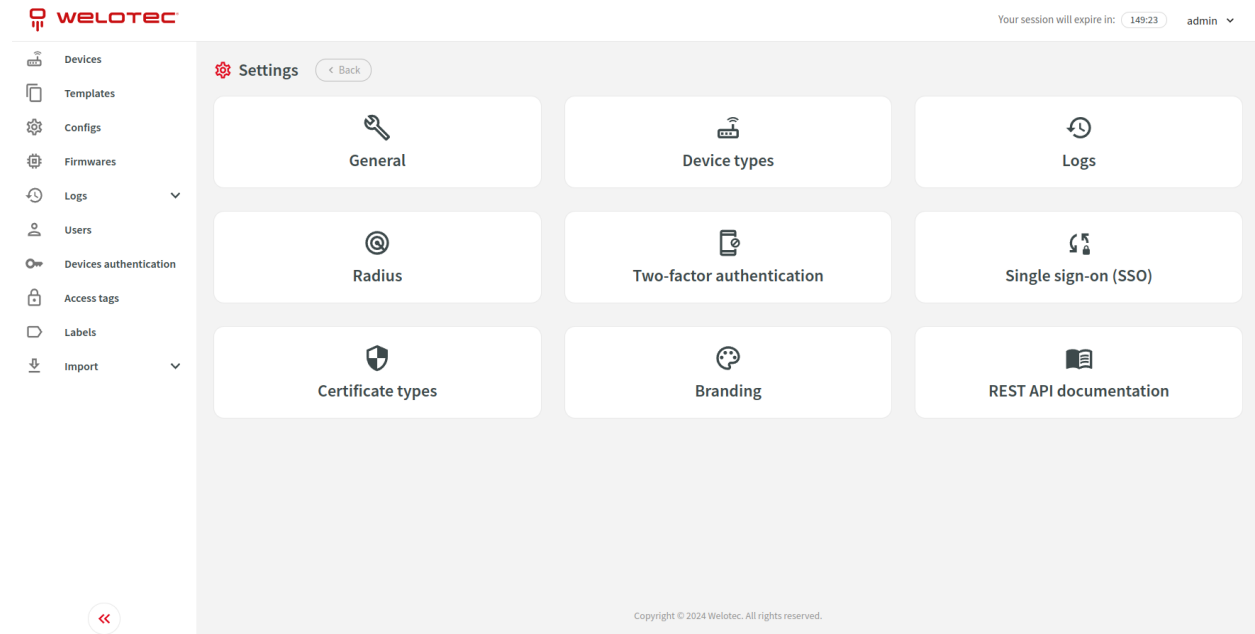 WELOTEC
Your session will expire in: 149:23 admin
Devices
Templates
Configs
Firmwares
Logs
Users
Devices authentication
Access tags
Labels
Import
Settings
Back
General
Device types
Logs
Radius
Two-factor authentication
Single sign-on (SSO)
Certificate types
Branding
REST API documentation
Copyright © 2024 Welotec. All rights reserved.